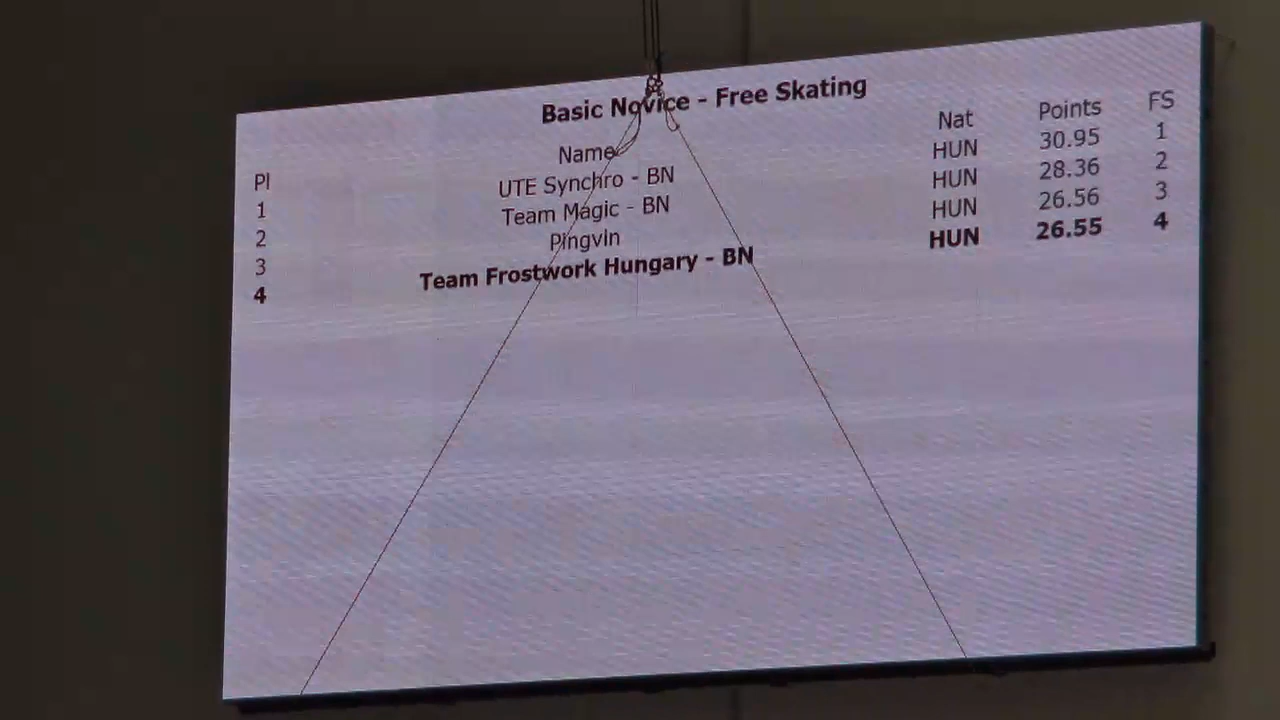 Basic Novice - Free Skating
Pl Name Nat Points FS
1 UTE Synchro - BN HUN 30.95 1
2 Team Magic - BN HUN 28.36 2
3 Pingvin HUN 26.56 3
4 Team Frostwork Hungary - BN HUN 26.55 4